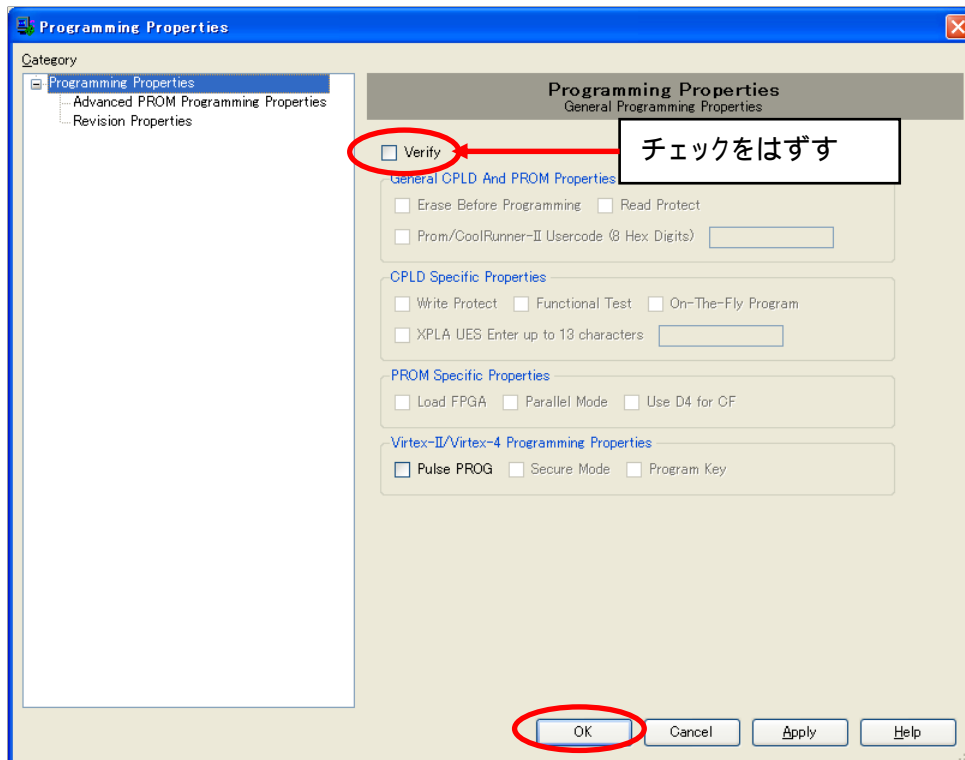 Programming Properties
Category
Programming Properties
Advanced PROM Programming Properties
Revision Properties
Programming Properties
General Programming Properties
Verify
チェックをはずす
General CPLD And PROM Properties
Erase Before Programming Read Protect
Prom/CoolRunner-II Usercode (8 Hex Digits)
CPLD Specific Properties
Write Protect Functional Test On-The-Fly Program
XPLA UES Enter up to 13 characters
PROM Specific Properties
Load FPGA Parallel Mode Use D4 for CF
Virtex-II/Virtex-4 Programming Properties
Pulse PROG Secure Mode Program Key
OK Cancel Apply Help